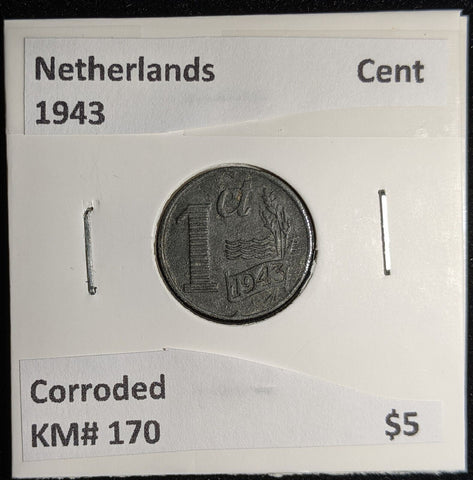 Netherlands Cent
1943
1 ct
1943
Corroded
KM# 170 $5